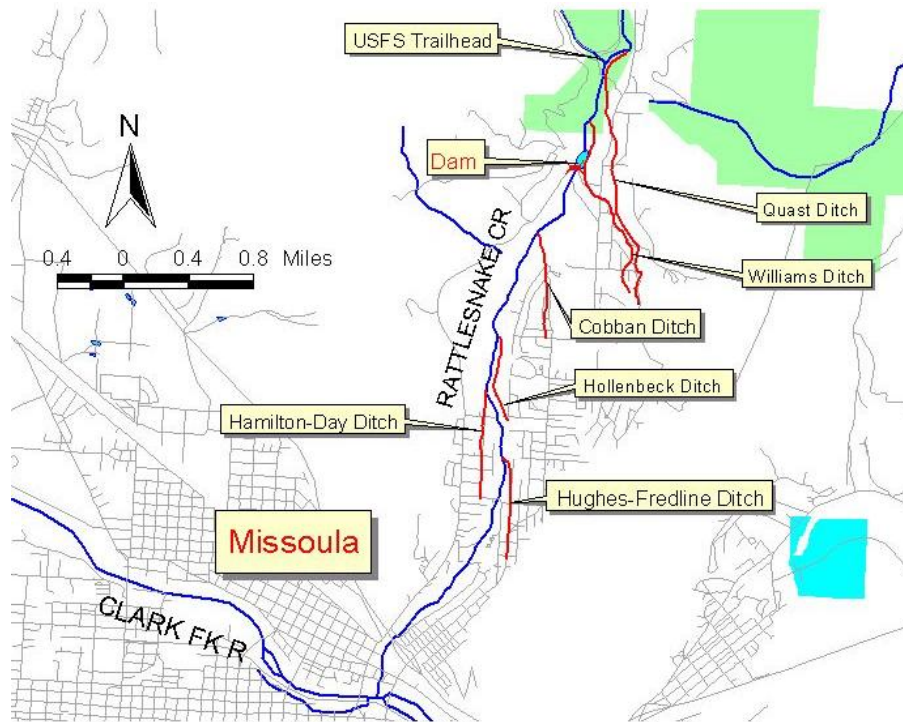 USFS Trailhead
N
Dam
Quast Ditch
0.4 0 0.4 0.8 Miles
RATTLESNAKE CR
Williams Ditch
Cobban Ditch
Hollenbeck Ditch
Hamilton-Day Ditch
Hughes-Fredline Ditch
Missoula
CLARK FK R